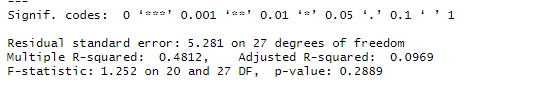 ---
Signif. codes:  0 ‘***’ 0.001 ‘**’ 0.01 ‘*’ 0.05 ‘.’ 0.1 ‘ ’ 1
Residual standard error: 5.281 on 27 degrees of freedom
Multiple R-squared:  0.4812,    Adjusted R-squared:  0.0969
F-statistic: 1.252 on 20 and 27 DF,  p-value: 0.2889